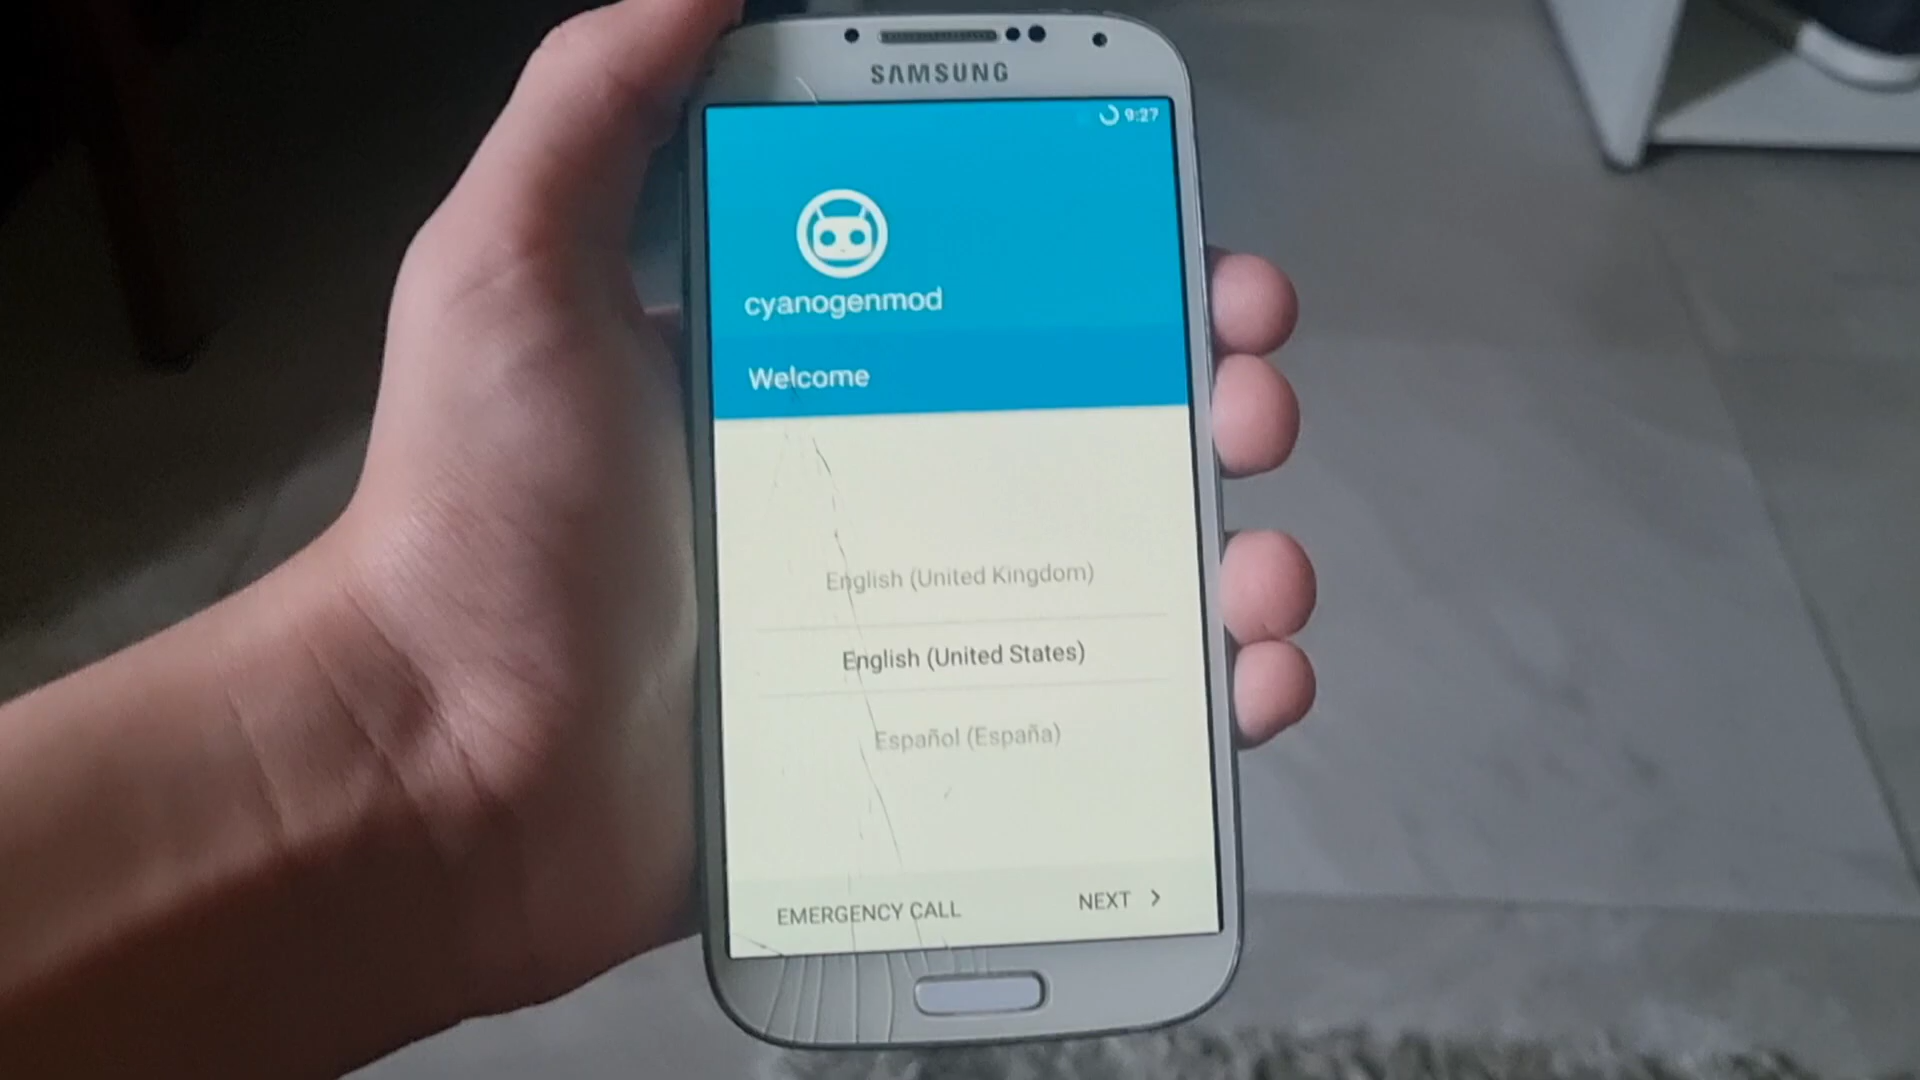 SAMSUNG
9:27
cyanogenmod
Welcome
English (United Kingdom)
English (United States)
Español (España)
EMERGENCY CALL
NEXT >